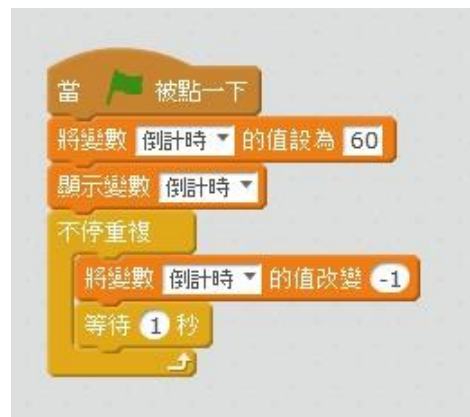 當 被點一下
將變數 倒計時 的值設為 60
顯示變數 倒計時
不停重複
將變數 倒計時 的值改變 -1
等待 1 秒